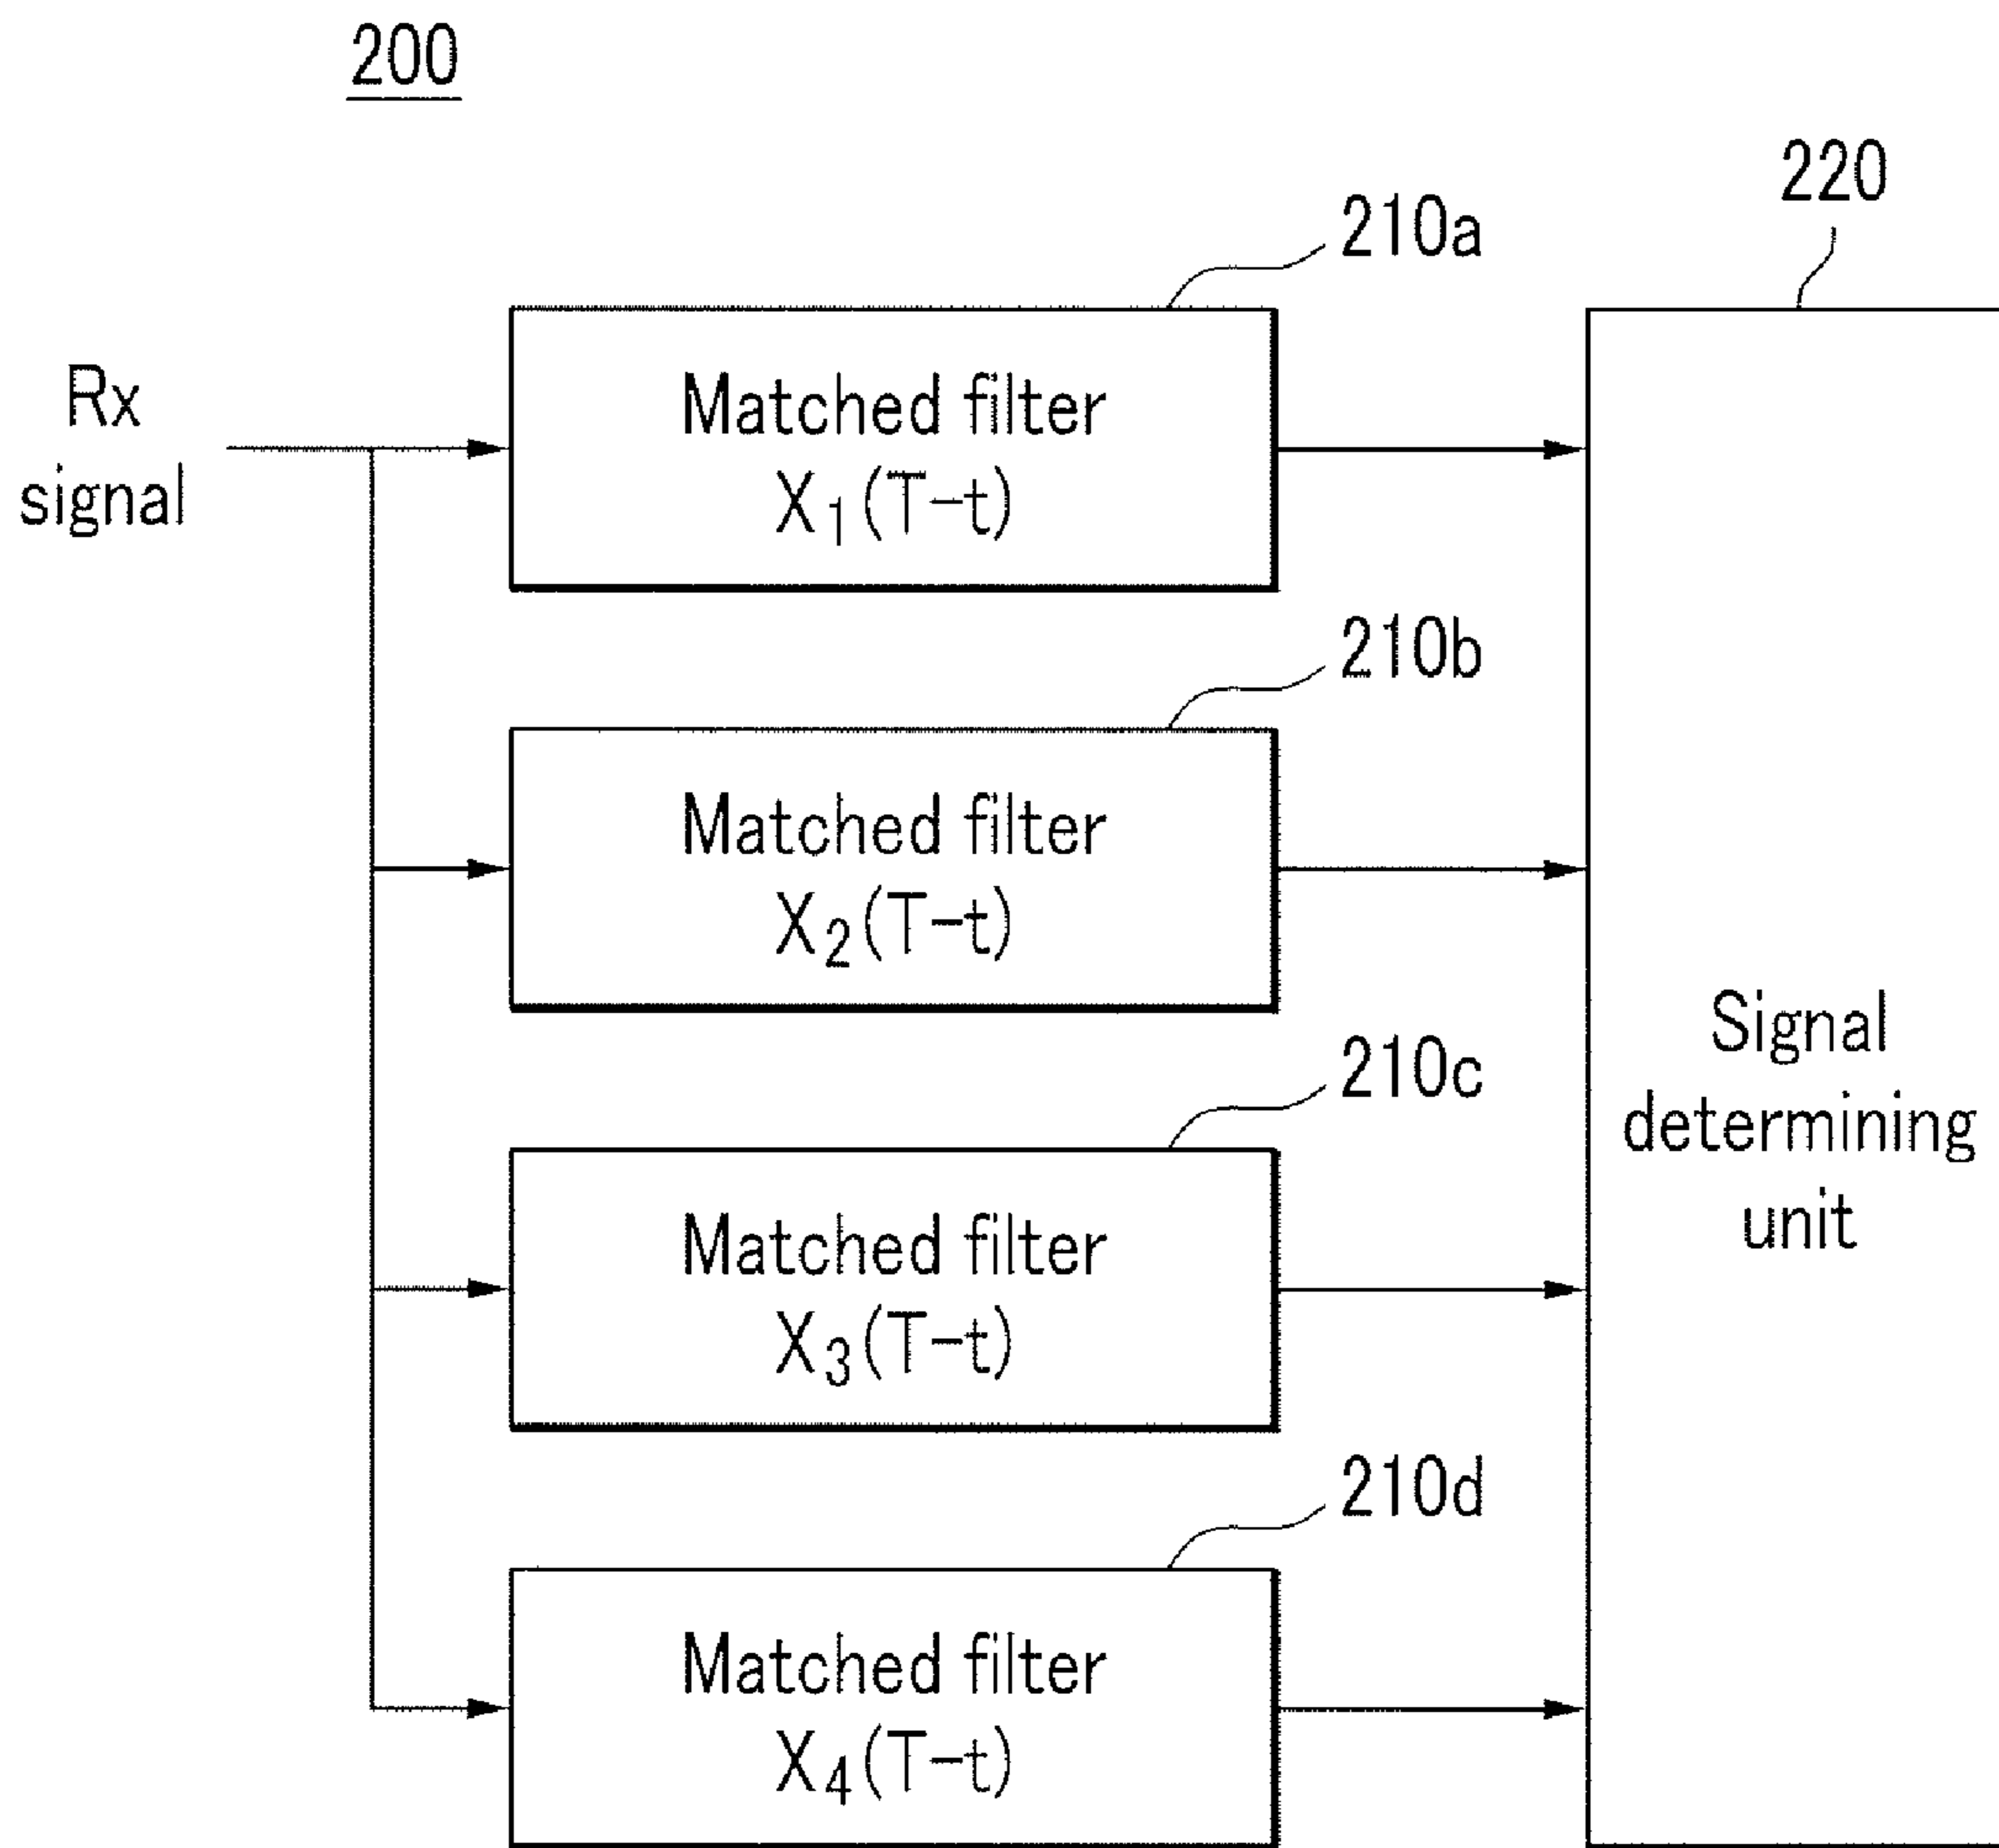 200
220
210a
Rx
signal
Matched filter
X₁(T-t)
210b
Matched filter
X₂(T-t)
210c
Matched filter
X₃(T-t)
Signal
determining
unit
210d
Matched filter
X₄(T-t)